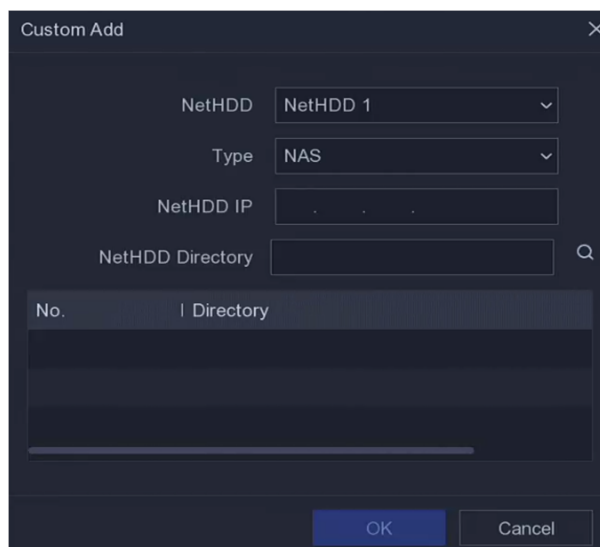 Custom Add
NetHDD NetHDD 1
Type NAS
NetHDD IP . . .
NetHDD Directory
No. Directory
OK Cancel